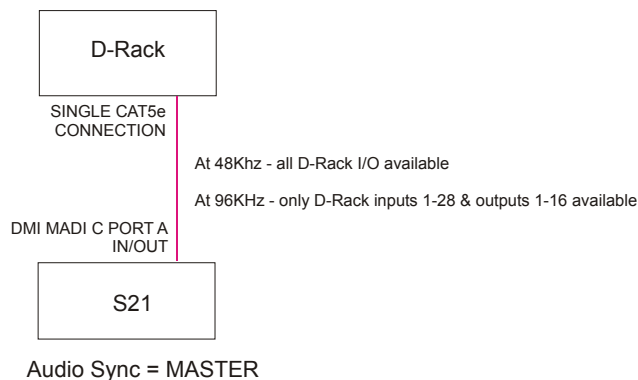 D-Rack
SINGLE CAT5e
CONNECTION
At 48Khz - all D-Rack I/O available
At 96KHz - only D-Rack inputs 1-28 & outputs 1-16 available
DMI MADI C PORT A
IN/OUT
S21
Audio Sync = MASTER